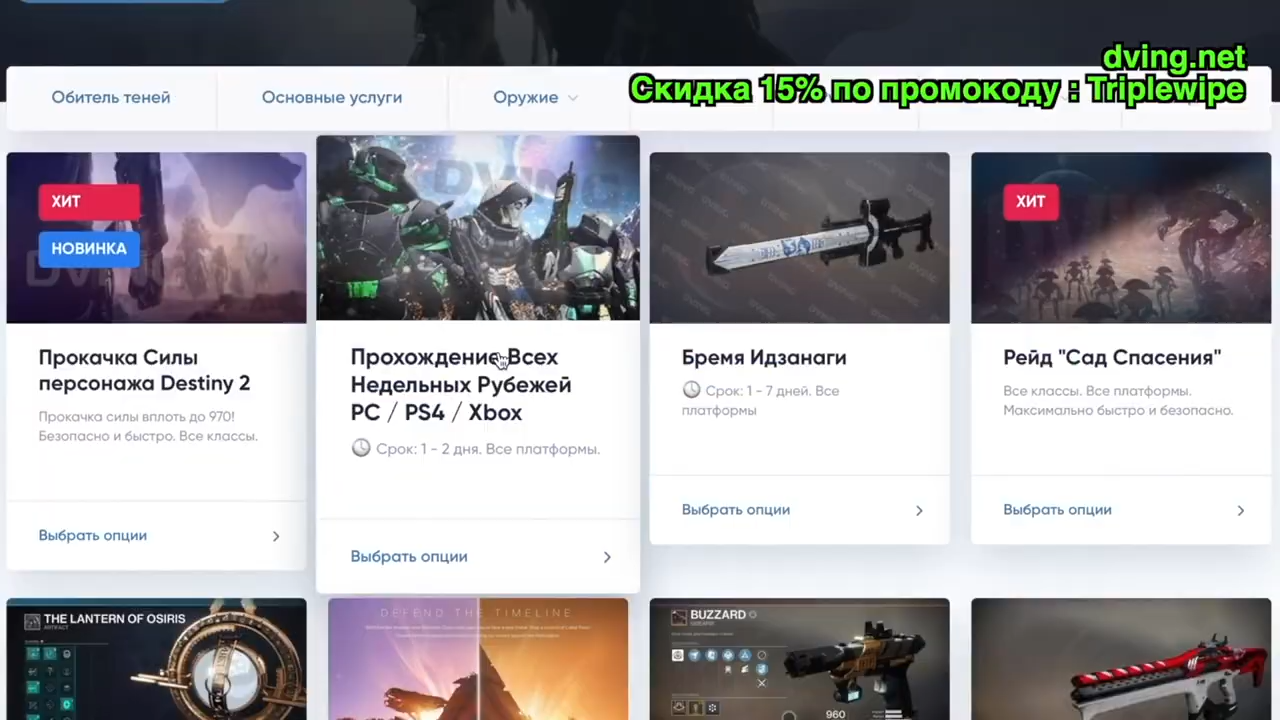 dving.net
Скидка 15% по промокоду : Triplewipe
Обитель теней
Основные услуги
Оружие
ХИТ
НОВИНКА
DVING
Прокачка Силы
персонажа Destiny 2
Прокачка силы вплоть до 970!
Безопасно и быстро. Все классы.
Выбрать опции
DVING
Прохождение Всех
Недельных Рубежей
PC / PS4 / Xbox
Срок: 1 - 2 дня. Все платформы.
Выбрать опции
Бремя Идзанаги
Срок: 1 - 7 дней. Все
платформы
Выбрать опции
ХИТ
Рейд "Сад Спасения"
Все классы. Все платформы.
Максимально быстро и безопасно.
Выбрать опции
THE LANTERN OF OSIRIS
ARTIFACT
DEFEND THE TIMELINE
BUZZARD
SIDEARM
960